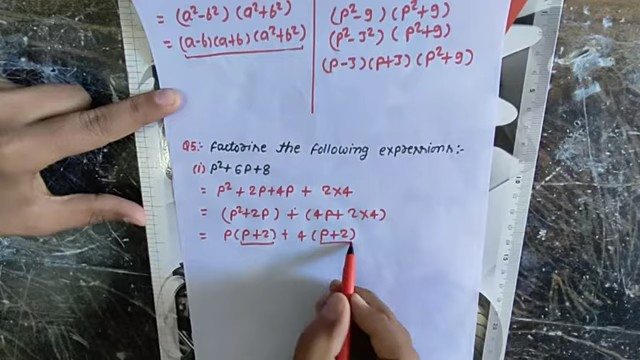 = (a²-b²) (a²+b²)
= (a-b)(a+b) (a²+b²)
(p²-9) (p²+9)
(p²-3²) (p²+9)
(p-3)(p+3) (p²+9)
Q5:- Factorise the following expressions:-
(i) p²+6p+8
= p² + 2p + 4p + 2×4
= (p²+2p) + (4p+2×4)
= p(p+2) + 4(p+2)